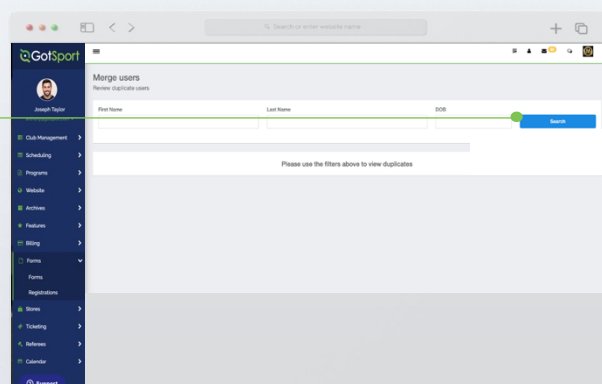 Search or enter website name
GotSport
Merge users
Review duplicate users
Joseph Taylor
First Name
Last Name
DOB
Search
Please use the filters above to view duplicates
Club Management
Scheduling
Programs
Website
Archives
Features
Billing
Forms
Forms
Registrations
Stores
Ticketing
Referees
Calendar
Support